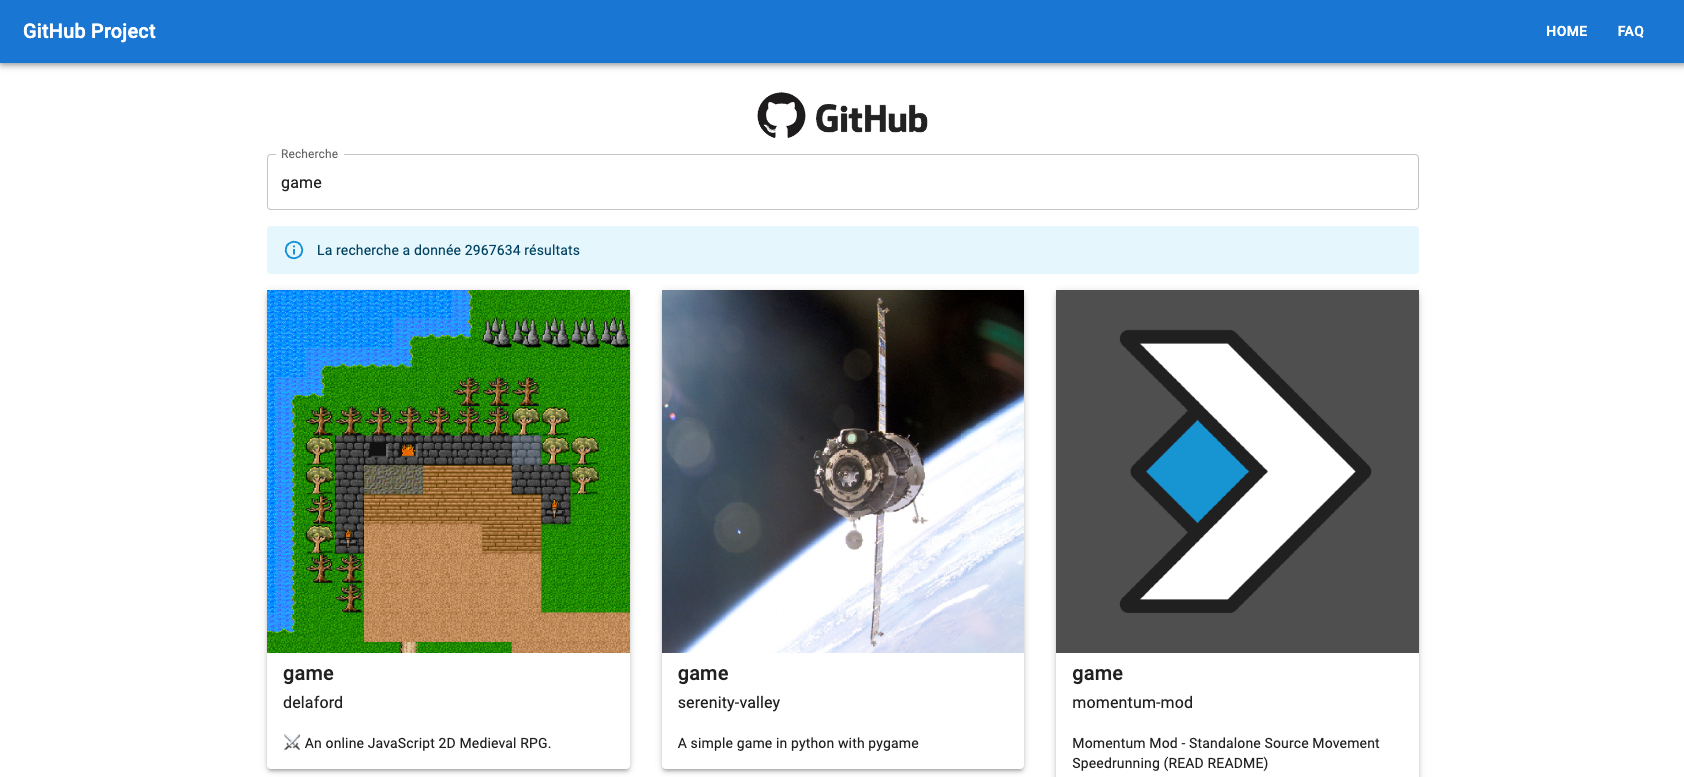 GitHub Project
HOME
FAQ
GitHub
Recherche
game
La recherche a donnée 2967634 résultats
game
delaford
⚔ An online JavaScript 2D Medieval RPG.
game
serenity-valley
A simple game in python with pygame
game
momentum-mod
Momentum Mod - Standalone Source Movement
Speedrunning (READ README)